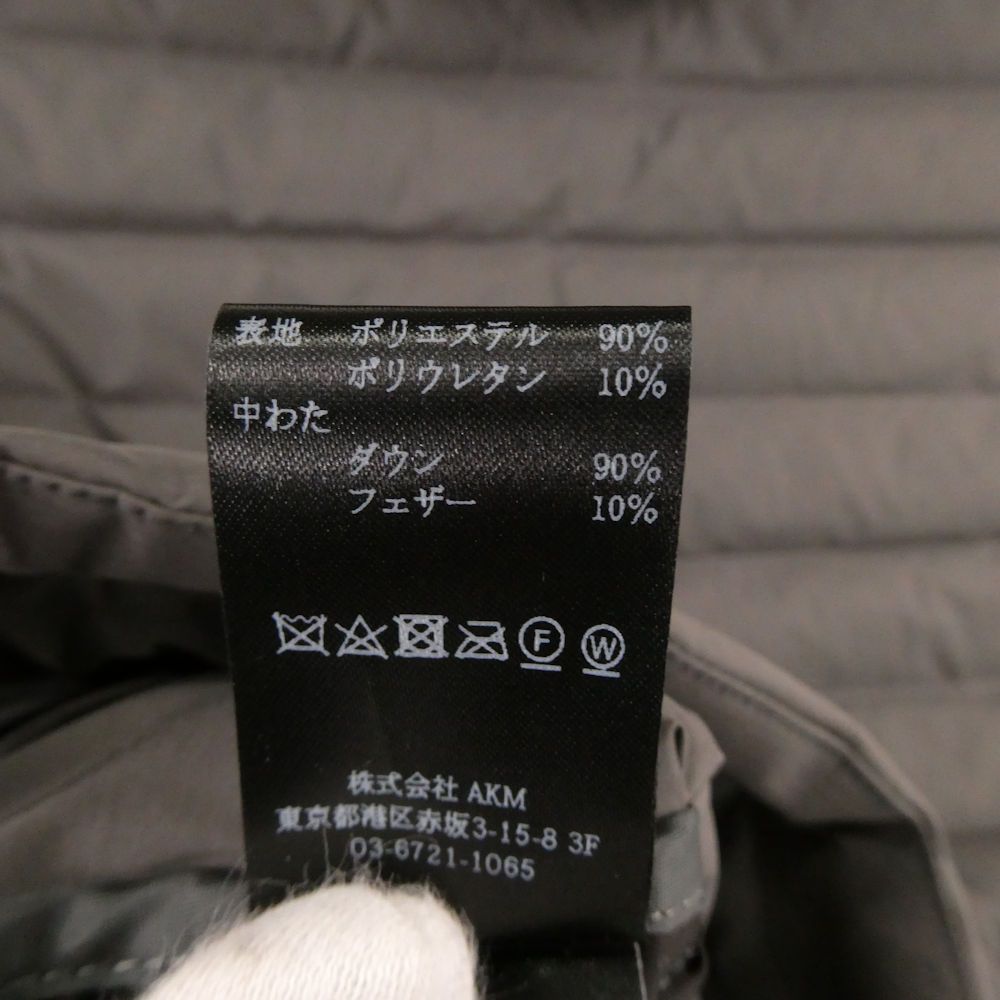 表地 ポリエステル 90%
ポリウレタン 10%
中わた
ダウン 90%
フェザー 10%
F W
株式会社 AKM
東京都港区赤坂3-15-8 3F
03-6721-1065